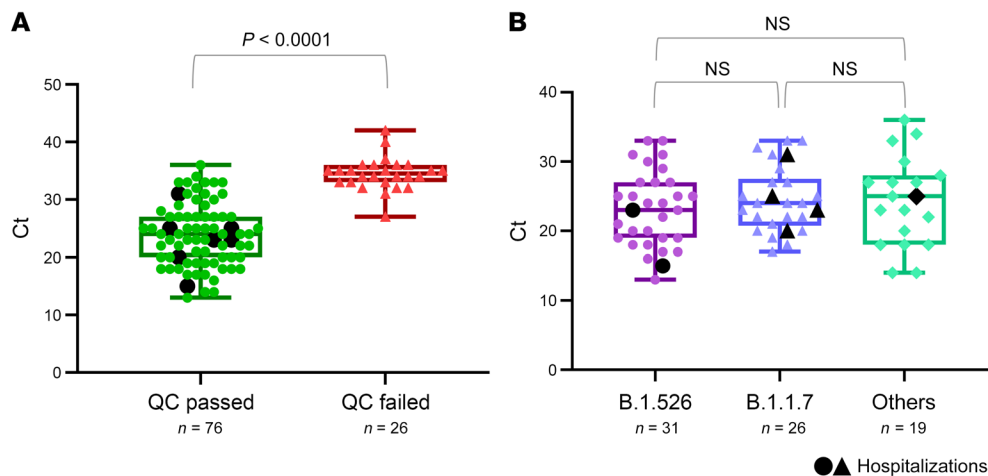 A
P < 0.0001
Ct
50
40
30
20
10
0
QC passed
n = 76
QC failed
n = 26
B
NS
NS
NS
Ct
40
30
20
10
0
B.1.526
n = 31
B.1.1.7
n = 26
Others
n = 19
Hospitalizations